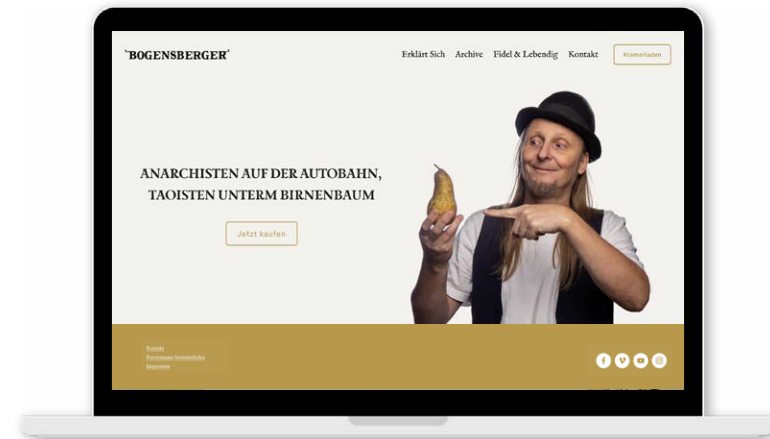 BOGENSBERGER
Erklärt Sich Archive Fidel & Lebendig Kontakt Kramerladen
ANARCHISTEN AUF DER AUTOBAHN,
TAOISTEN UNTERM BIRNENBAUM
Jetzt kaufen
Kontakt
Impressum